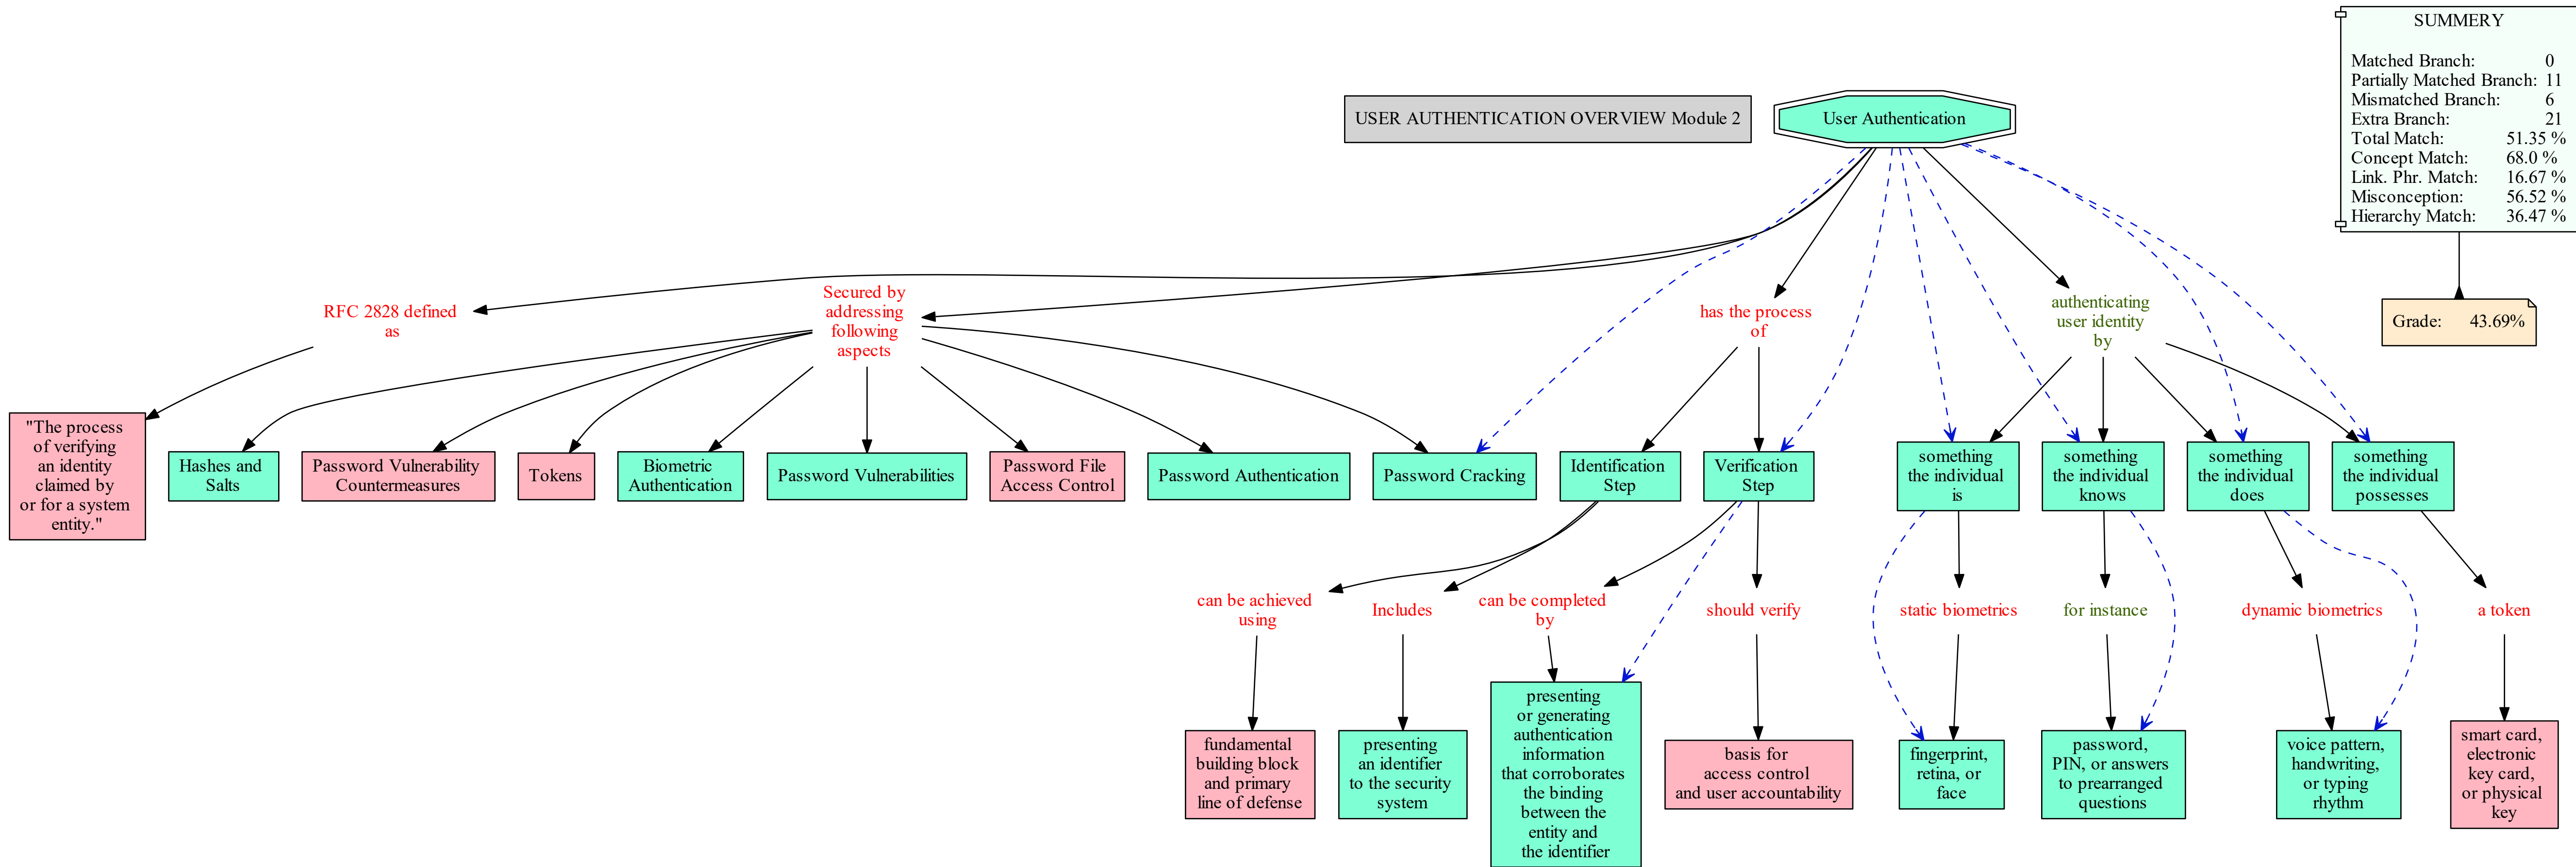 SUMMERY
Matched Branch: 0
Partially Matched Branch: 11
Mismatched Branch: 6
Extra Branch: 21
Total Match: 51.35 %
Concept Match: 68.0 %
Link. Phr. Match: 16.67 %
Misconception: 56.52 %
Hierarchy Match: 36.47 %
USER AUTHENTICATION OVERVIEW Module 2
User Authentication
Grade: 43.69%
RFC 2828 defined
as
Secured by
addressing
following
aspects
has the process
of
authenticating
user identity
by
"The process
of verifying
an identity
claimed by
or for a system
entity."
Hashes and
Salts
Password Vulnerability
Countermeasures
Tokens
Biometric
Authentication
Password Vulnerabilities
Password File
Access Control
Password Authentication
Password Cracking
Identification
Step
Verification
Step
something
the individual
is
something
the individual
knows
something
the individual
does
something
the individual
possesses
can be achieved
using
Includes
can be completed
by
should verify
static biometrics
for instance
dynamic biometrics
a token
fundamental
building block
and primary
line of defense
presenting
an identifier
to the security
system
presenting
or generating
authentication
information
that corroborates
the binding
between the
entity and
the identifier
basis for
access control
and user accountability
fingerprint,
retina, or
face
password,
PIN, or answers
to prearranged
questions
voice pattern,
handwriting,
or typing
rhythm
smart card,
electronic
key card,
or physical
key